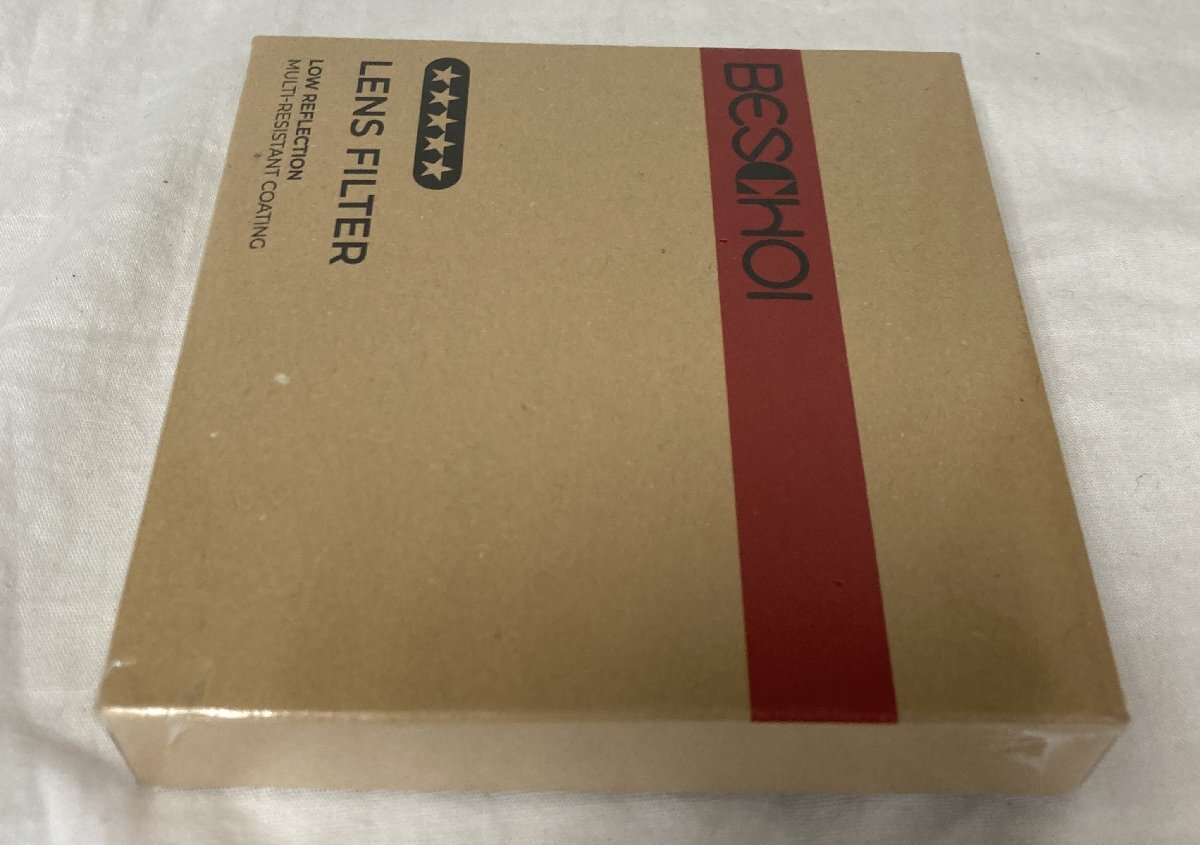 BESCHOI
LENS FILTER
LOW REFLECTION
MULTI-RESISTANT COATING